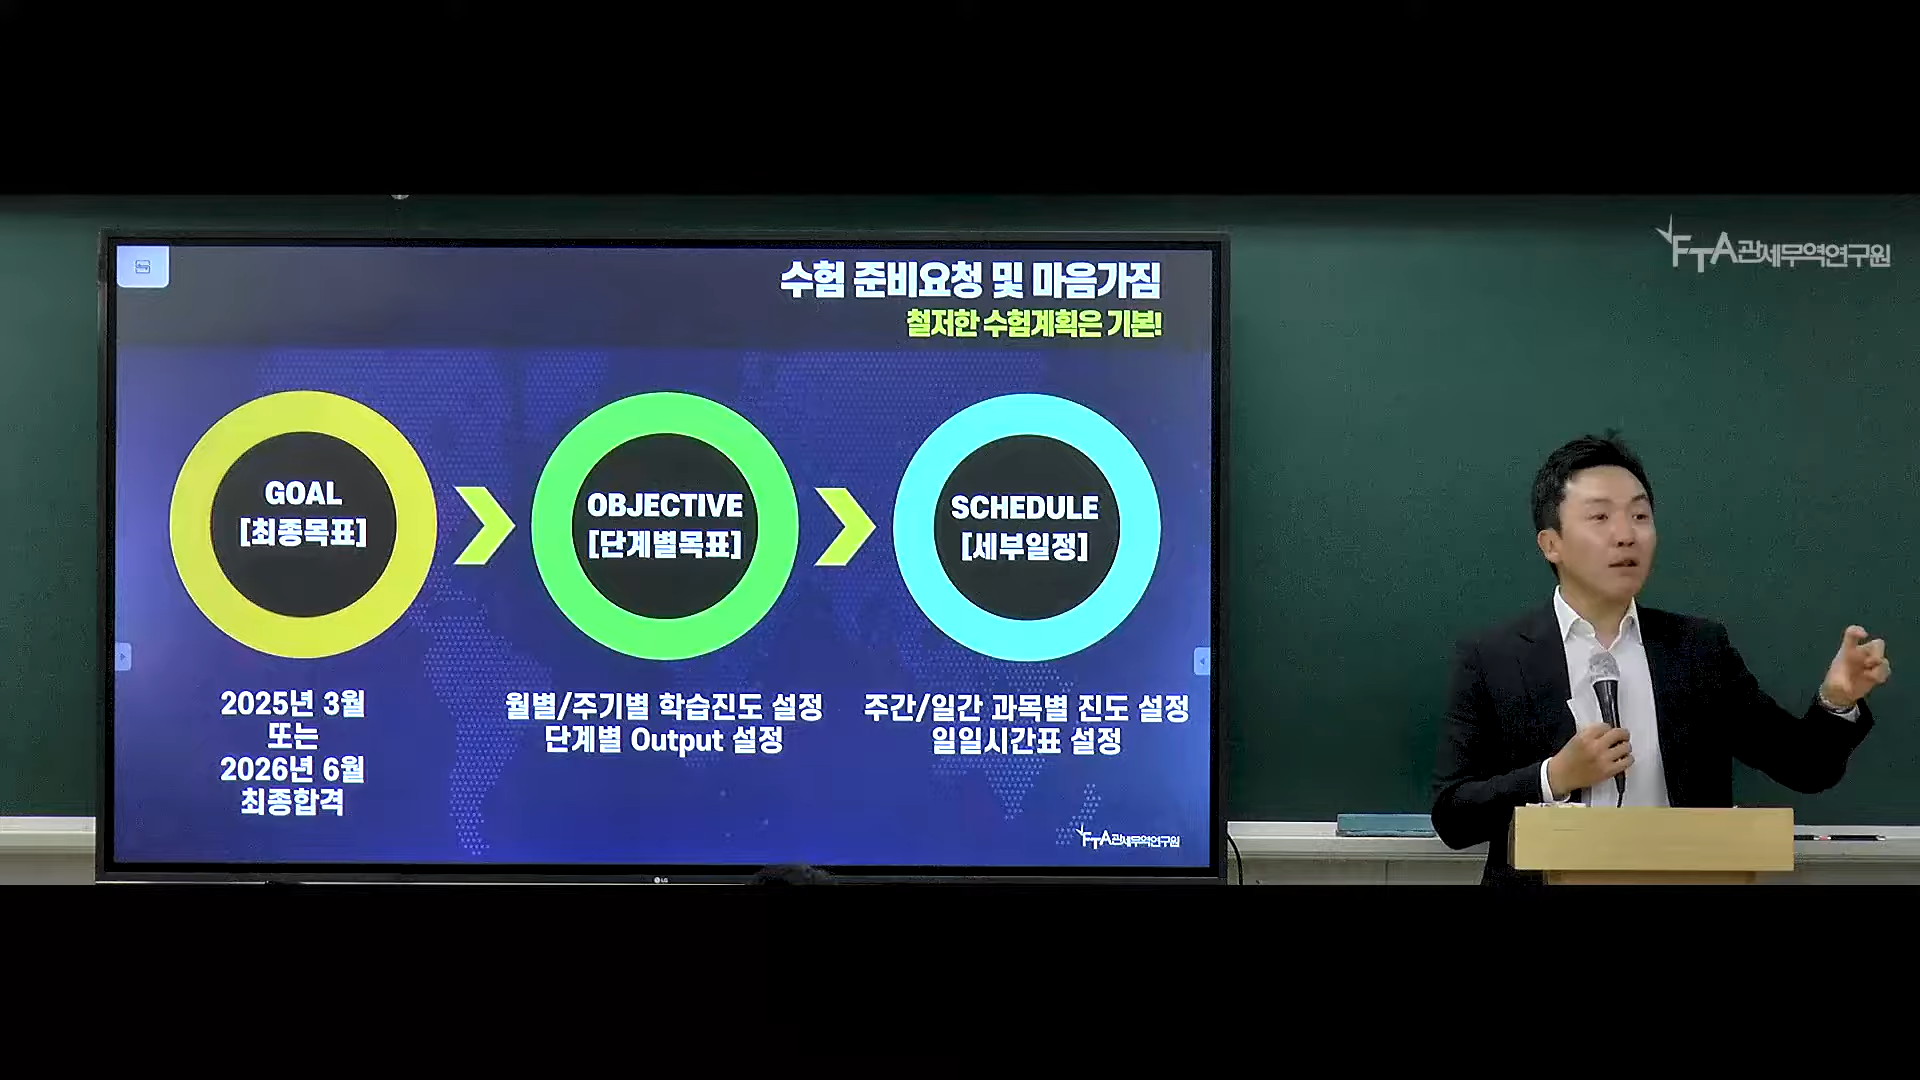 FTA관세무역연구원
수험 준비요청 및 마음가짐
철저한 수험계획은 기본!
GOAL
[최종목표]
OBJECTIVE
[단계별목표]
SCHEDULE
[세부일정]
2025년 3월
또는
2026년 6월
최종합격
월별/주기별 학습진도 설정
단계별 Output 설정
주간/일간 과목별 진도 설정
일일시간표 설정
FTA관세무역연구원
LG